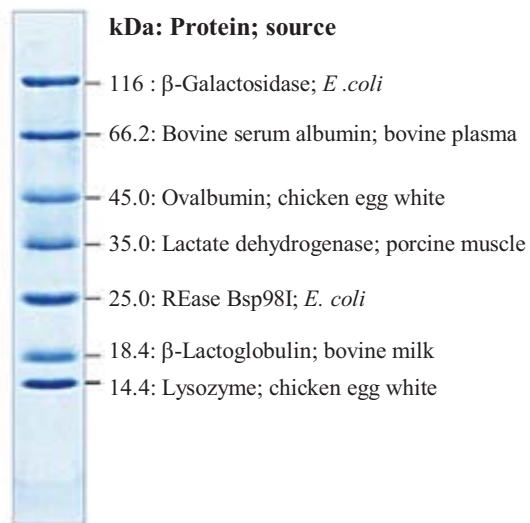 kDa: Protein; source
116 : β-Galactosidase; E .coli
66.2: Bovine serum albumin; bovine plasma
45.0: Ovalbumin; chicken egg white
35.0: Lactate dehydrogenase; porcine muscle
25.0: REase Bsp98I; E. coli
18.4: β-Lactoglobulin; bovine milk
14.4: Lysozyme; chicken egg white